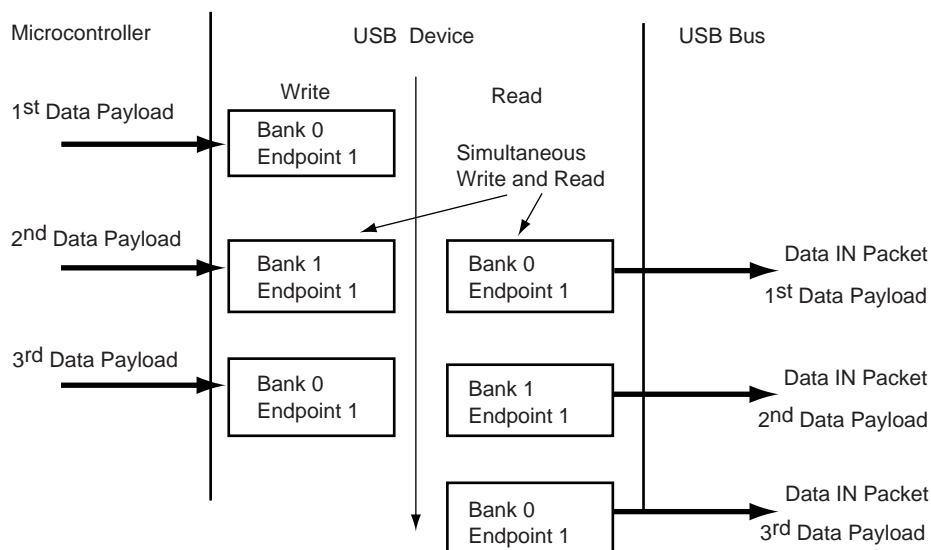 Microcontroller
USB Device
USB Bus
Write
Read
1st Data Payload
Bank 0
Endpoint 1
Simultaneous
Write and Read
2nd Data Payload
Bank 1
Endpoint 1
Bank 0
Endpoint 1
Data IN Packet
1st Data Payload
3rd Data Payload
Bank 0
Endpoint 1
Bank 1
Endpoint 1
Data IN Packet
2nd Data Payload
Bank 0
Endpoint 1
Data IN Packet
3rd Data Payload